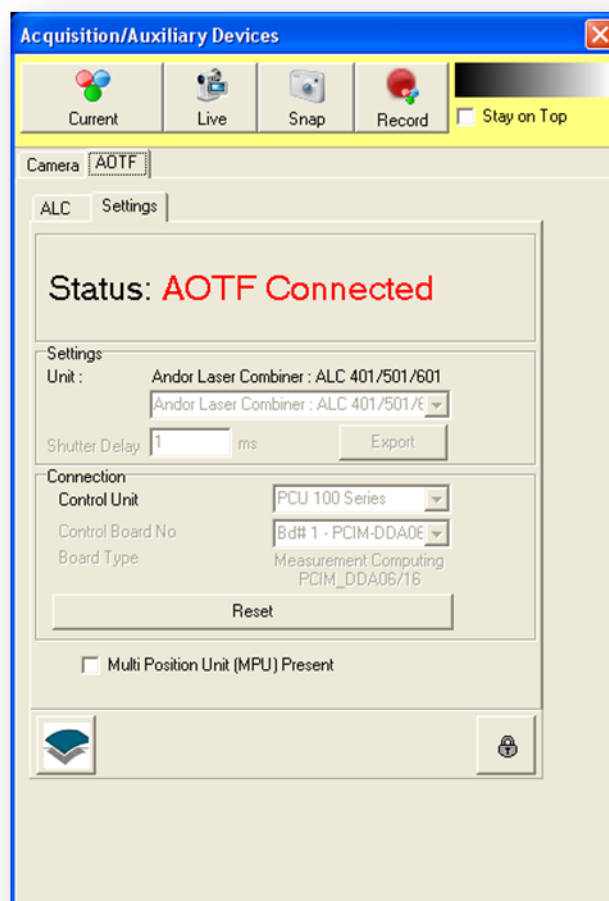 Acquisition/Auxiliary Devices
Current
Live
Snap
Record
Stay on Top
Camera
AOTF
ALC
Settings
Status: AOTF Connected
Settings
Unit :
Andor Laser Combiner : ALC 401/501/601
Andor Laser Combiner : ALC 401/501/6
Shutter Delay
1
ms
Export
Connection
Control Unit
PCU 100 Series
Control Board No
Bd# 1 - PCIM-DDA06
Board Type
Measurement Computing
PCIM_DDA06/16
Reset
Multi Position Unit (MPU) Present